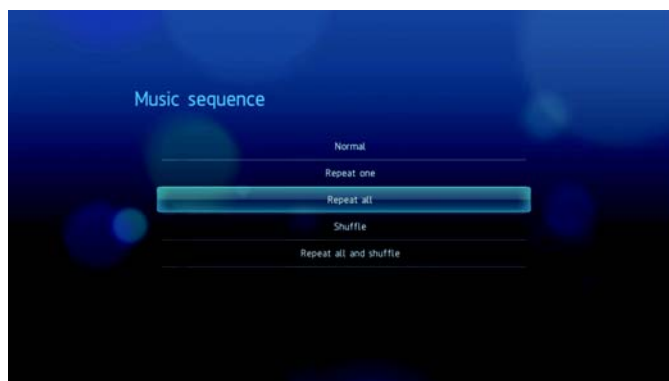 Music sequence
Normal
Repeat one
Repeat all
Shuffle
Repeat all and shuffle